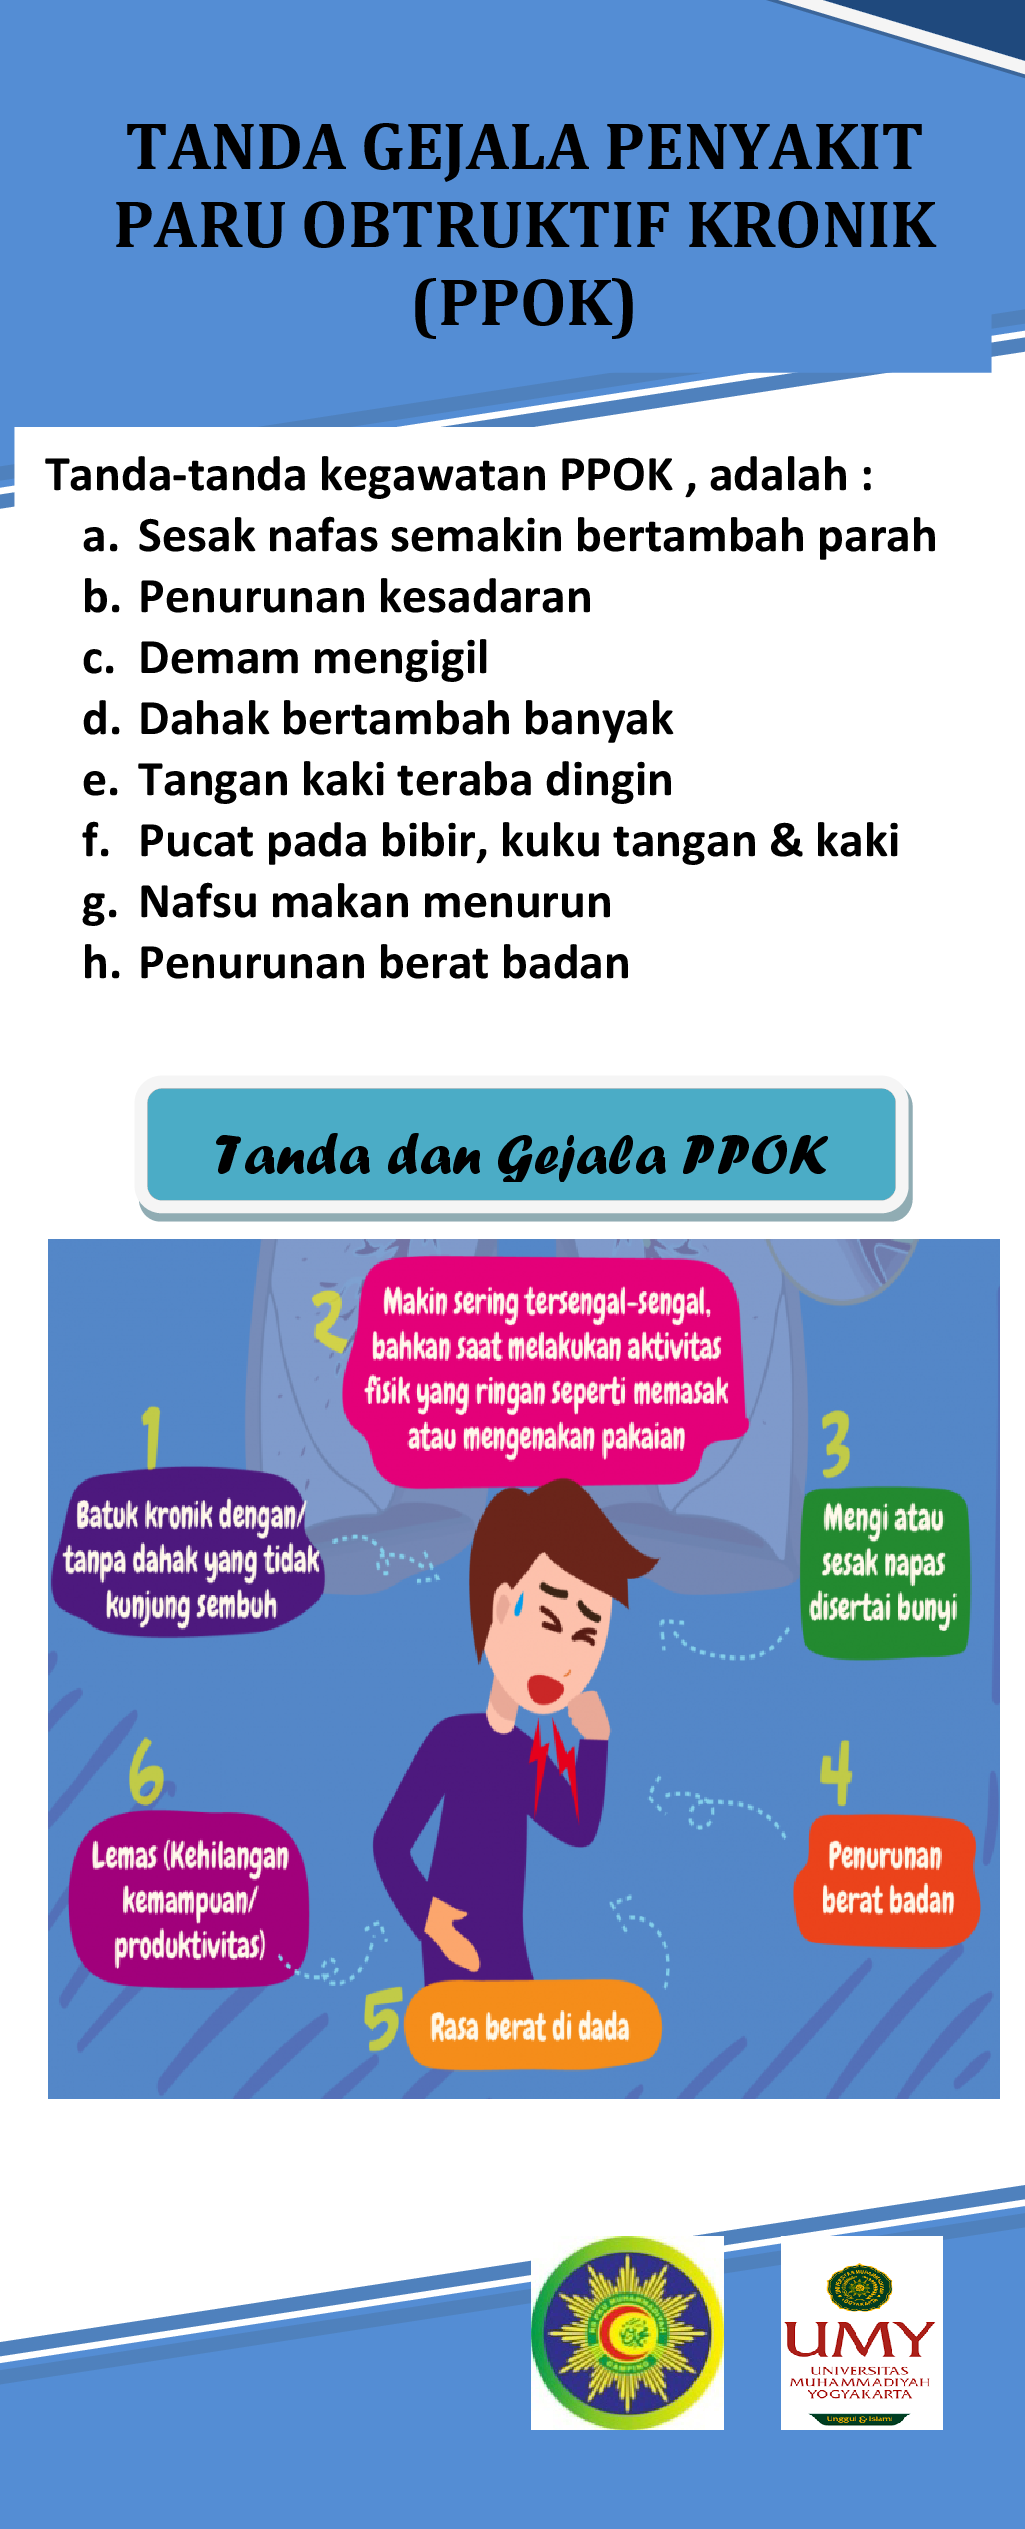 TANDA GEJALA PENYAKIT
PARU OBTRUKTIF KRONIK
(PPOK)
Tanda-tanda kegawatan PPOK , adalah :
a. Sesak nafas semakin bertambah parah
b. Penurunan kesadaran
c. Demam mengigil
d. Dahak bertambah banyak
e. Tangan kaki teraba dingin
f. Pucat pada bibir, kuku tangan & kaki
g. Nafsu makan menurun
h. Penurunan berat badan
Tanda dan Gejala PPOK
1
Batuk kronik dengan/
tanpa dahak yang tidak
kunjung sembuh
2
Makin sering tersengal-sengal,
bahkan saat melakukan aktivitas
fisik yang ringan seperti memasak
atau mengenakan pakaian
3
Mengi atau
sesak napas
disertai bunyi
4
Penurunan
berat badan
5
Rasa berat di dada
6
Lemas (Kehilangan
kemampuan/
produktivitas)
MUHAMMADIYAH
GAMPING
UMY
UNIVERSITAS
MUHAMMADIYAH
YOGYAKARTA
Unggul & Islami